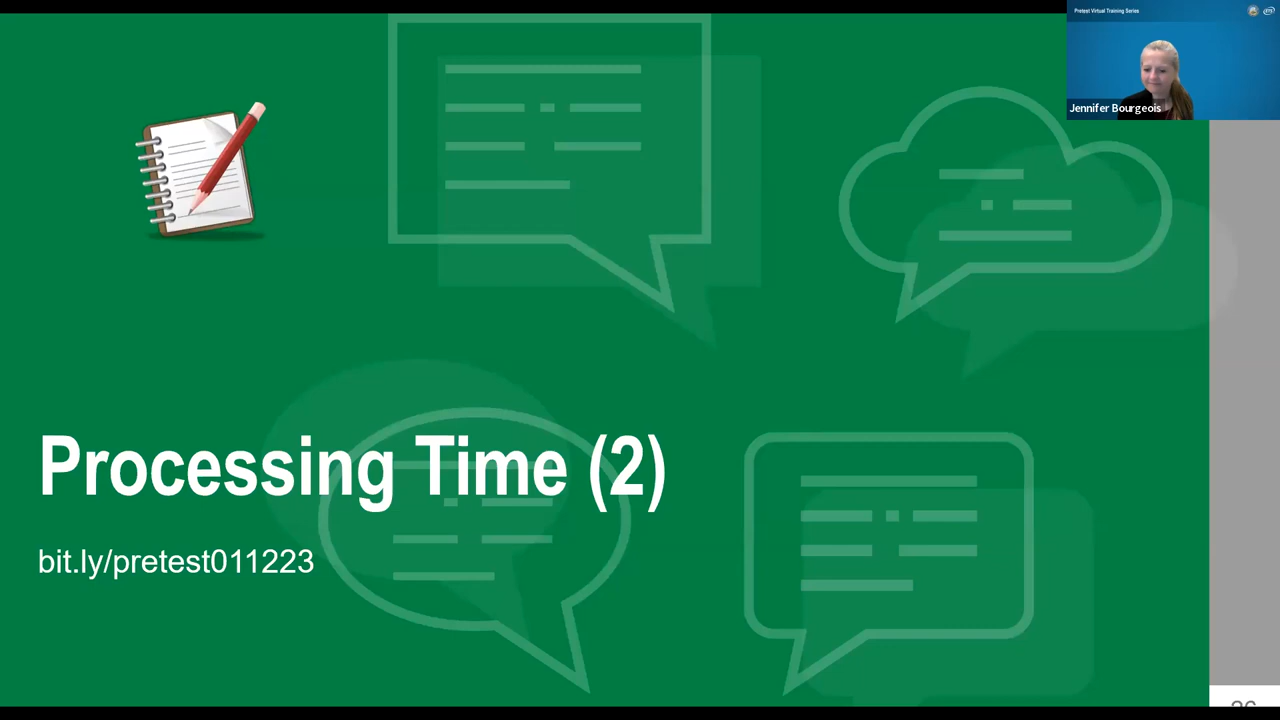 Pretest Virtual Training Series
Jennifer Bourgeois
Processing Time (2)
bit.ly/pretest011223